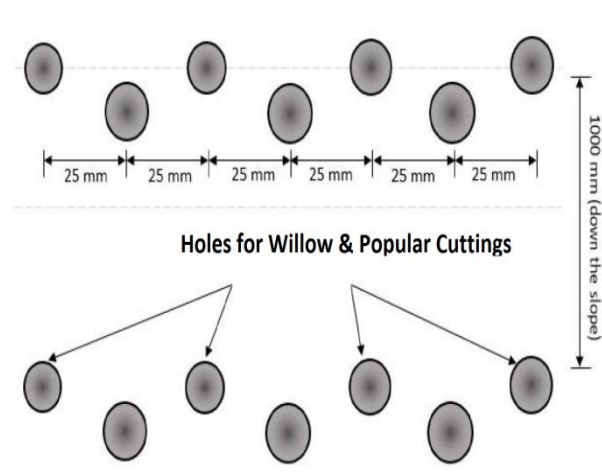 25 mm 25 mm 25 mm 25 mm 25 mm 25 mm
1000 mm (down the slope)
Holes for Willow & Popular Cuttings